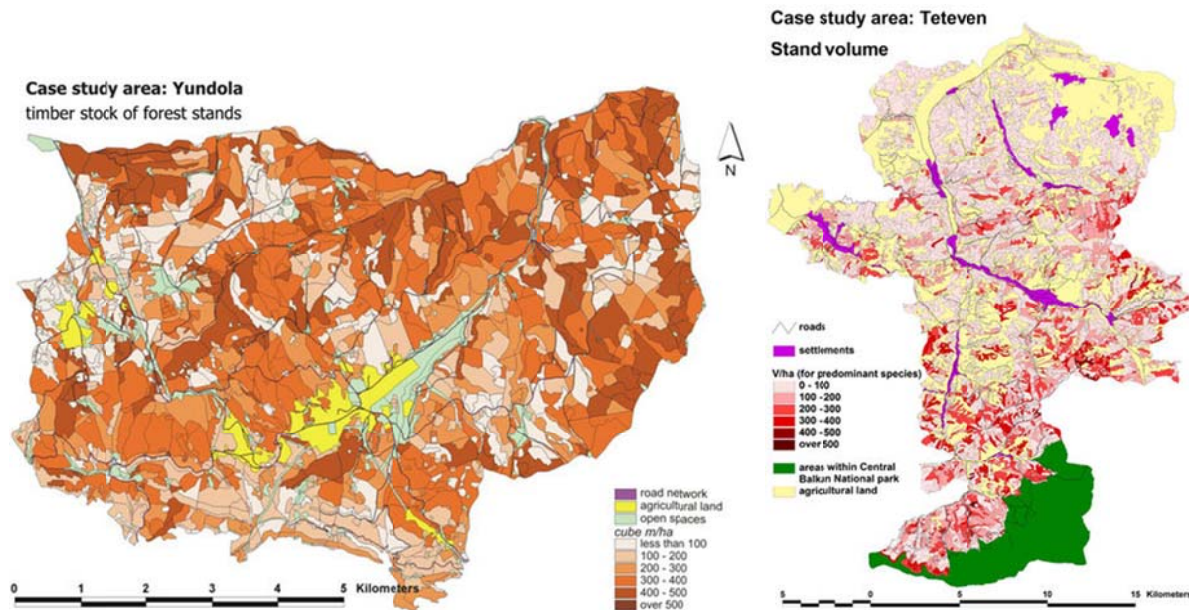 Case study area: Yundola
timber stock of forest stands
N
road network
agricultural land
open spaces
cube m/ha
less than 100
100 - 200
200 - 300
300 - 400
400 - 500
over 500
0 1 2 3 4 5 Kilometers
Case study area: Teteven
Stand volume
roads
settlements
V/ha (for predominant species)
0 - 100
100 -200
200 -300
300 -400
400 -500
over 500
areas within Central
Balkan National park
agricultural land
5 0 5 10 15 Kilometers